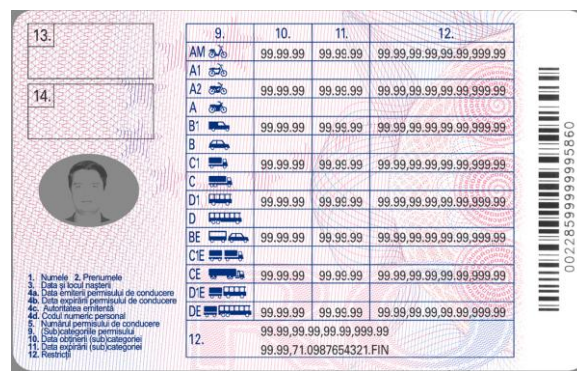 13.
14.
9. 10. 11. 12.
AM 99.99.99 99.99.99 99.99,99.99,99.99,999.99
A1
A2 99.99.99 99.99.99 99.99,99.99,99.99,999.99
A
B1 99.99.99 99.99.99 99.99,99.99,99.99,999.99
B
C1 99.99.99 99.99.99 99.99,99.99,99.99,999.99
C
D1 99.99.99 99.99.99 99.99,99.99,99.99,999.99
D
BE 99.99.99 99.99.99 99.99,99.99,99.99,999.99
C1E
CE 99.99.99 99.99.99 99.99,99.99,99.99,999.99
D1E
DE 99.99.99 99.99.99 99.99,99.99,99.99,999.99
12. 99.99,99.99,99.99,999.99
99.99,71.0987654321.FIN
1. Numele 2. Prenumele
3. Data și locul nașterii
4a. Data emiterii permisului de conducere
4b. Data expirării permisului de conducere
4c. Autoritatea emitentă
4d. Codul numeric personal
5. Numărul permisului de conducere
9. (Sub)categoriile permisului
10. Data obținerii (sub)categoriei
11. Data expirării (sub)categoriei
12. Restricții